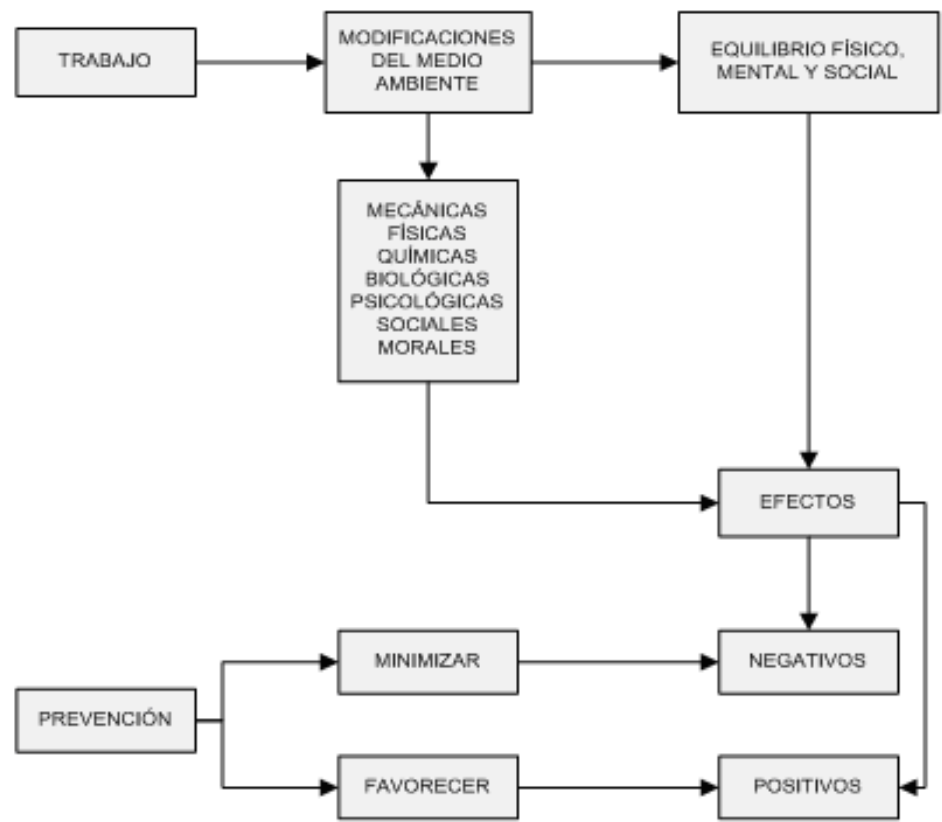 TRABAJO
MODIFICACIONES
DEL MEDIO
AMBIENTE
EQUILIBRIO FÍSICO,
MENTAL Y SOCIAL
MECÁNICAS
FÍSICAS
QUÍMICAS
BIOLÓGICAS
PSICOLÓGICAS
SOCIALES
MORALES
EFECTOS
MINIMIZAR
NEGATIVOS
PREVENCIÓN
FAVORECER
POSITIVOS